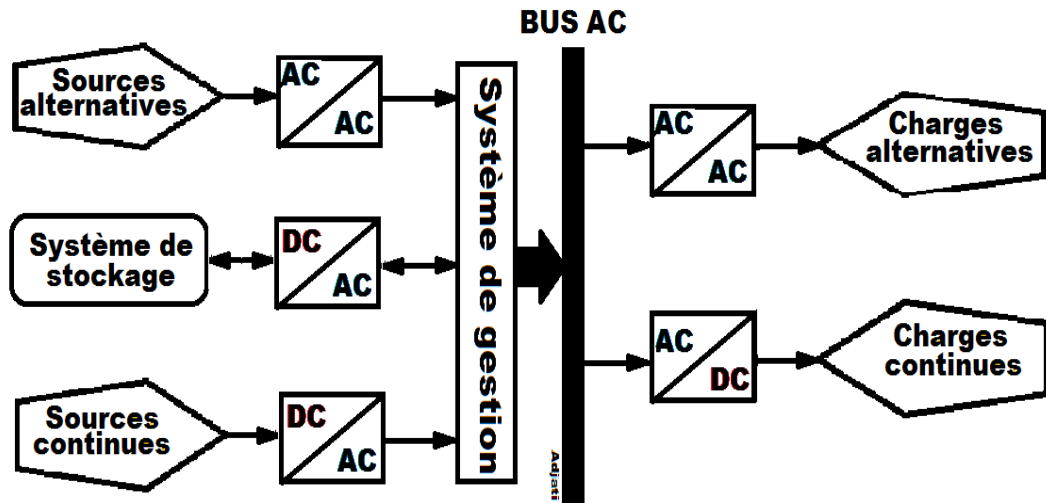 BUS AC
Sources
alternatives
AC
AC
Système de
stockage
DC
AC
Sources
continues
DC
AC
Système de gestion
AC
AC
Charges
alternatives
AC
DC
Charges
continues
Adjati